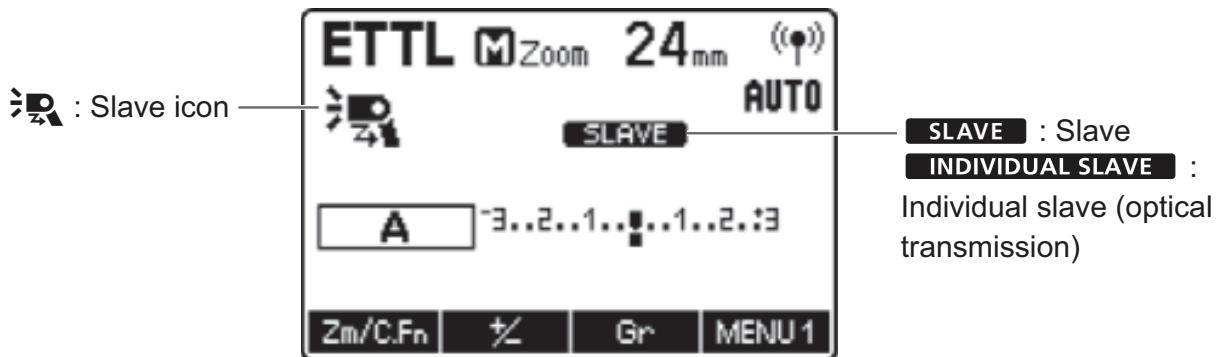 ETTL M Zoom 24mm
AUTO
: Slave icon
SLAVE
SLAVE : Slave
INDIVIDUAL SLAVE :
Individual slave (optical
transmission)
A -3..2..1..▮..1..2..+3
Zm/C.Fn +/- Gr MENU 1